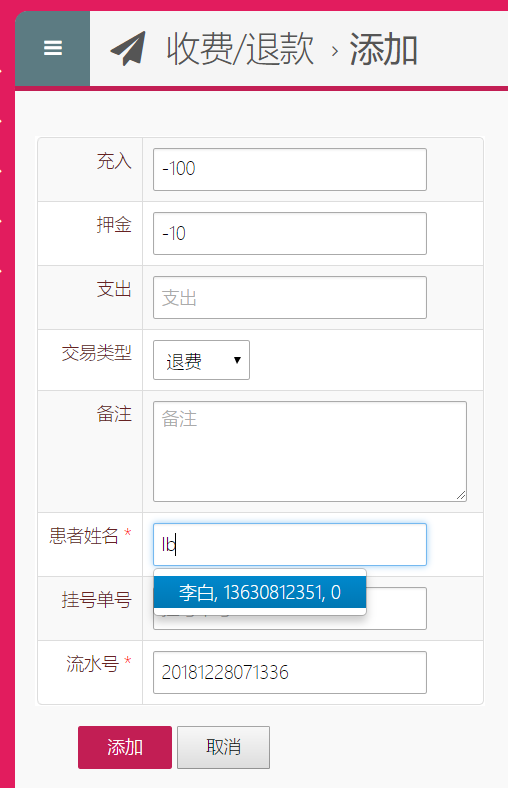 收费/退款 › 添加
充入 -100
押金 -10
支出 支出
交易类型 退费
备注 备注
患者姓名 * lb
李白, 13630812351, 0
挂号单号
流水号 * 20181228071336
添加 取消